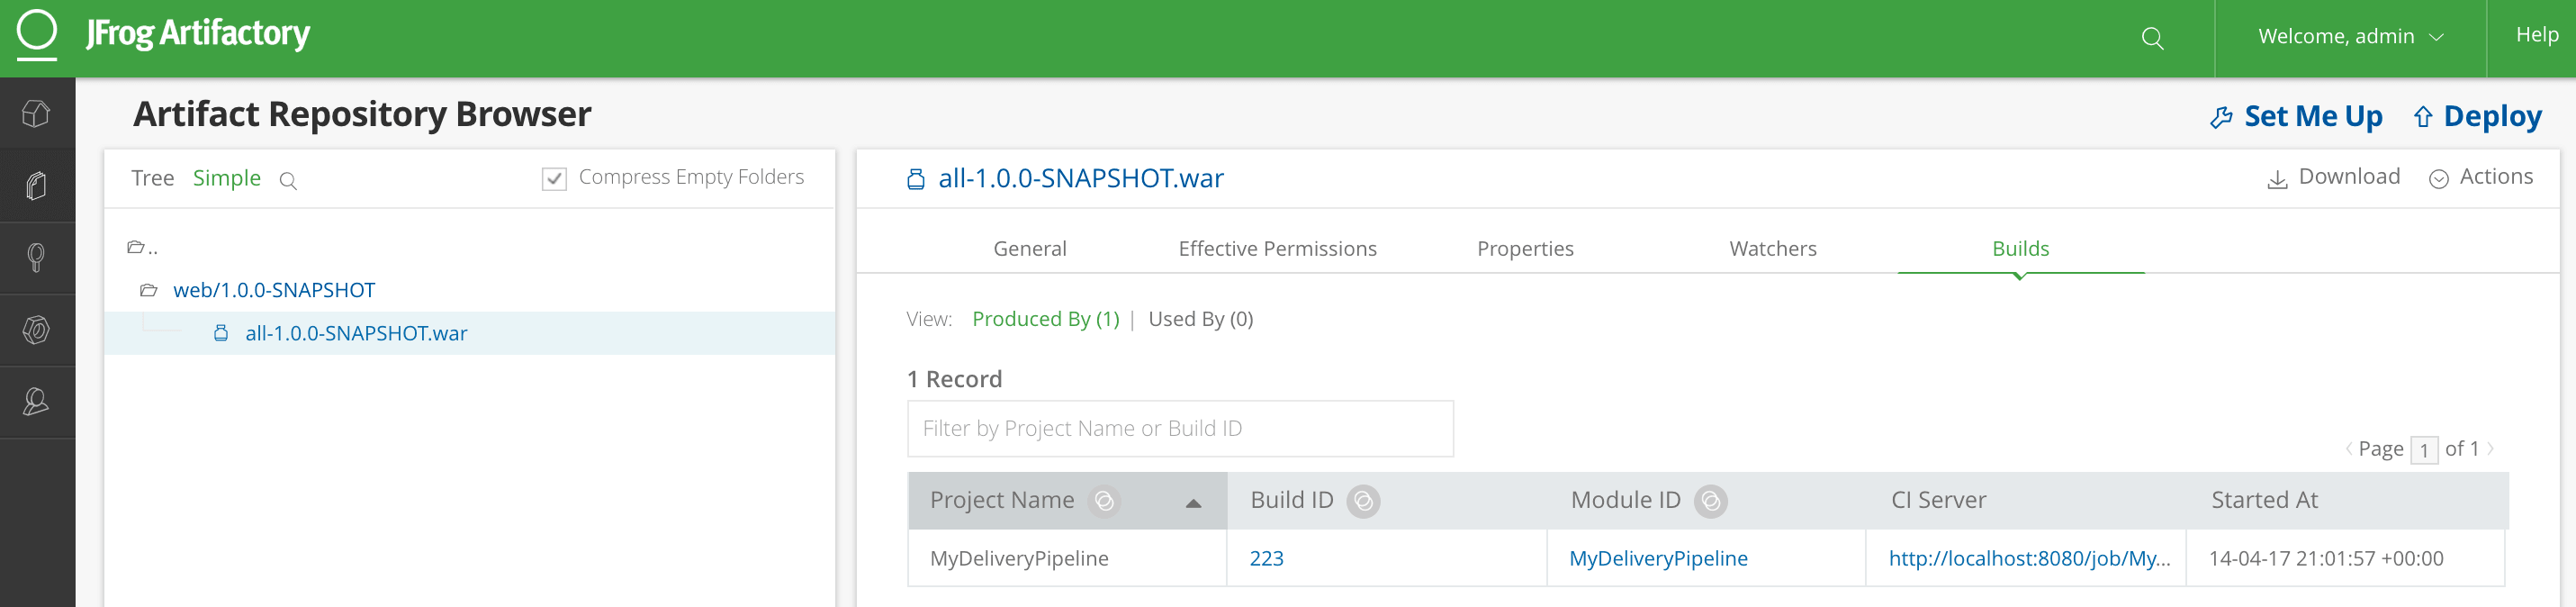 JFrog Artifactory
Welcome, admin
Help
Artifact Repository Browser
Set Me Up
Deploy
Tree Simple
Compress Empty Folders
all-1.0.0-SNAPSHOT.war
Download
Actions
..
web/1.0.0-SNAPSHOT
all-1.0.0-SNAPSHOT.war
General Effective Permissions Properties Watchers Builds
View: Produced By (1) | Used By (0)
1 Record
Filter by Project Name or Build ID
Page 1 of 1
Project Name Build ID Module ID CI Server Started At
MyDeliveryPipeline 223 MyDeliveryPipeline http://localhost:8080/job/My... 14-04-17 21:01:57 +00:00